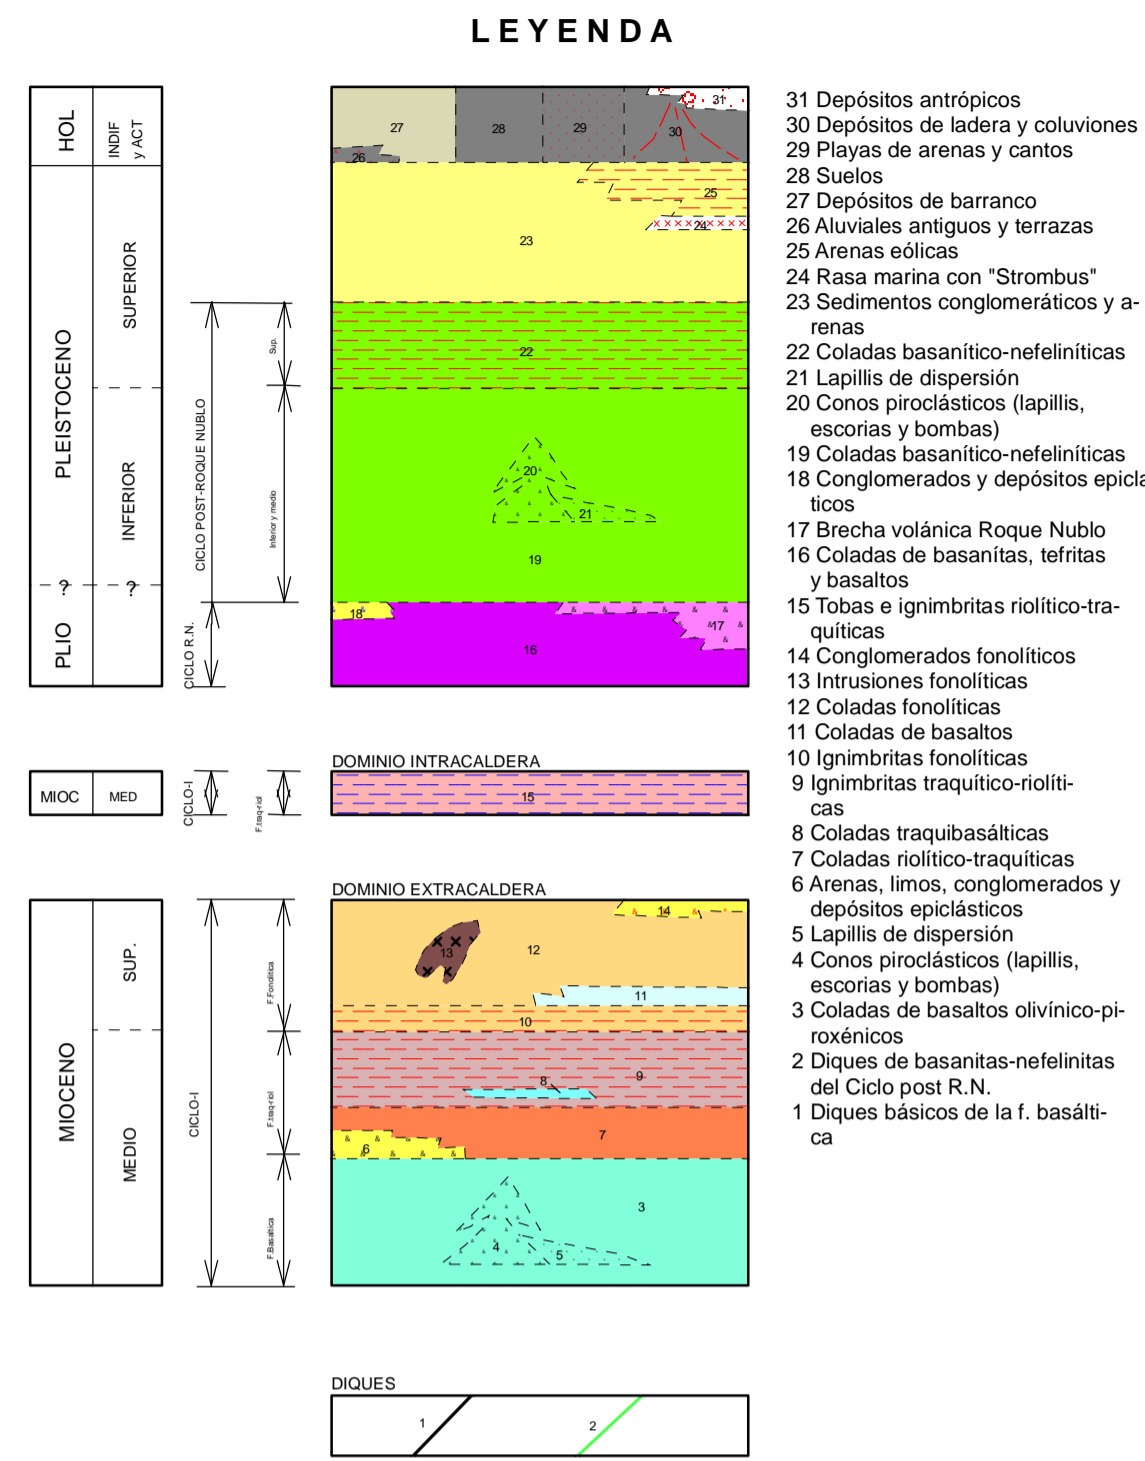 LEYENDA
HOL
INDIF
y ACT
PLEISTOCENO
SUPERIOR
INFERIOR
?
?
PLIO
CICLO POST-ROQUE NUBLO
CICLO R.N.
Sup.
Inferior y medio
27
28
29
30
31
26
25
24
23
22
20
21
19
18
17
16
MIOC
MED
CICLO-I
F.traq-riol
DOMINIO INTRACALDERA
15
DOMINIO EXTRACALDERA
MIOCENO
SUP.
MEDIO
CICLO-I
F.Fonolítica
F.traq-riol
F.Basaltica
14
13
12
11
10
9
8
7
6
3
4
5
DIQUES
1
2
31 Depósitos antrópicos
30 Depósitos de ladera y coluviones
29 Playas de arenas y cantos
28 Suelos
27 Depósitos de barranco
26 Aluviales antiguos y terrazas
25 Arenas eólicas
24 Rasa marina con "Strombus"
23 Sedimentos conglomeráticos y a-
renas
22 Coladas basanítico-nefeliníticas
21 Lapillis de dispersión
20 Conos piroclásticos (lapillis,
escorias y bombas)
19 Coladas basanítico-nefeliníticas
18 Conglomerados y depósitos epicla
ticos
17 Brecha volánica Roque Nublo
16 Coladas de basanítas, tefritas
y basaltos
15 Tobas e ignimbritas riolítico-tra-
quíticas
14 Conglomerados fonolíticos
13 Intrusiones fonolíticas
12 Coladas fonolíticas
11 Coladas de basaltos
10 Ignimbritas fonolíticas
9 Ignimbritas traquítico-riolíti-
cas
8 Coladas traquibasálticas
7 Coladas riolítico-traquíticas
6 Arenas, limos, conglomerados y
depósitos epiclásticos
5 Lapillis de dispersión
4 Conos piroclásticos (lapillis,
escorias y bombas)
3 Coladas de basaltos olivínico-pi-
roxénicos
2 Diques de basanitas-nefelinitas
del Ciclo post R.N.
1 Diques básicos de la f. basálti-
ca